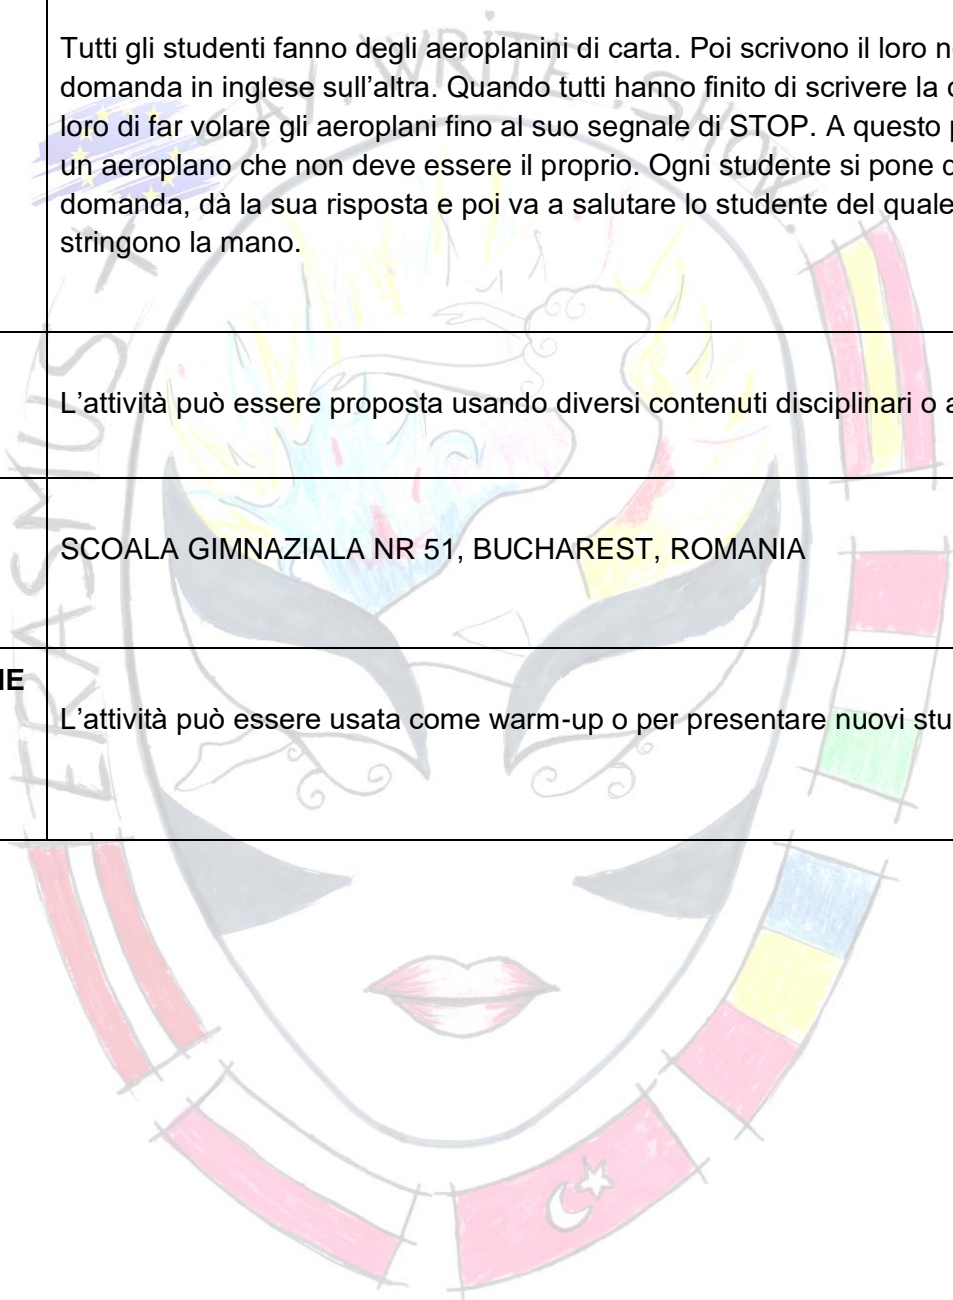 Tutti gli studenti fanno degli aeroplanini di carta. Poi scrivono il loro
domanda in inglese sull’altra. Quando tutti hanno finito di scrivere la
loro di far volare gli aeroplani fino al suo segnale di STOP. A questo
un aeroplano che non deve essere il proprio. Ogni studente si pone
domanda, dà la sua risposta e poi va a salutare lo studente del quale
stringono la mano.
L’attività può essere proposta usando diversi contenuti disciplinari o
SCOALA GIMNAZIALA NR 51, BUCHAREST, ROMANIA
L’attività può essere usata come warm-up o per presentare nuovi
ERASMUS + SAY, WRITE, SHOW.